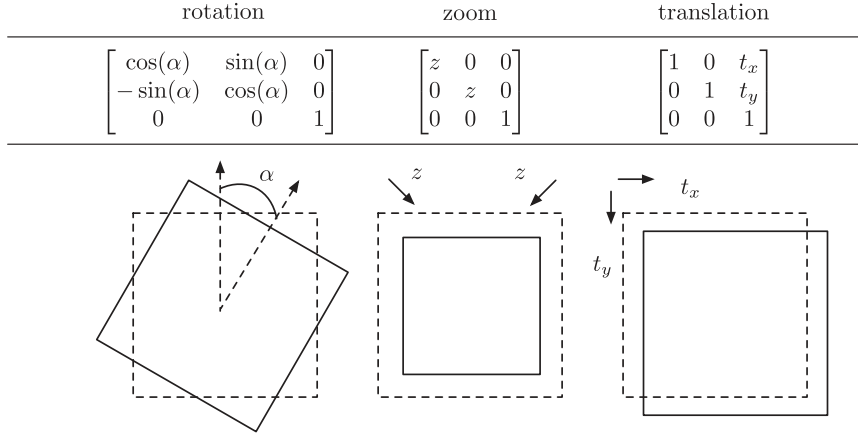 rotation zoom translation
cos(α) sin(α) 0 z 0 0 1 0 t_x
− sin(α) cos(α) 0 0 z 0 0 1 t_y
0 0 1 0 0 1 0 0 1
α z z t_x
t_y